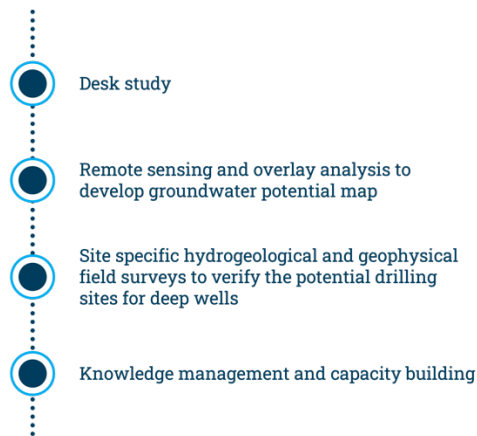 Desk study
Remote sensing and overlay analysis to
develop groundwater potential map
Site specific hydrogeological and geophysical
field surveys to verify the potential drilling
sites for deep wells
Knowledge management and capacity building